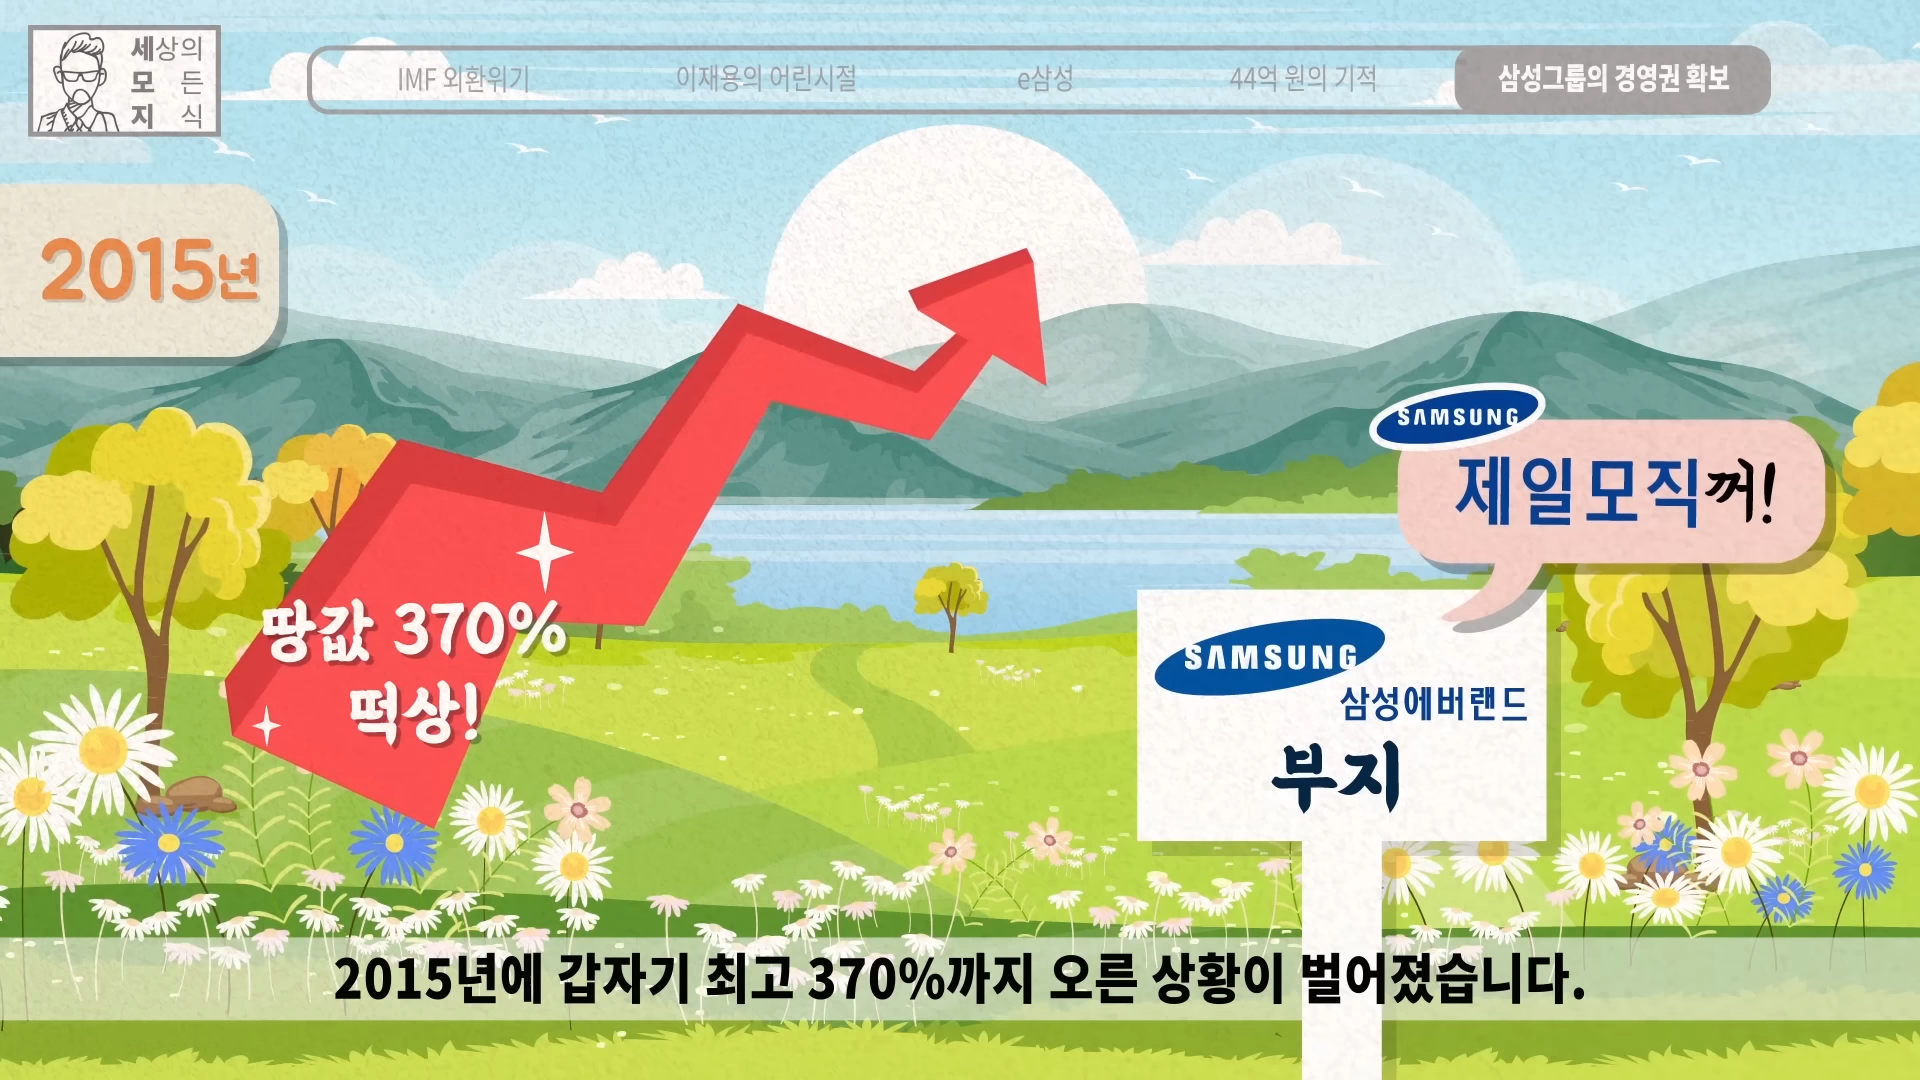 세상의
모 든
지 식
IMF 외환위기
이재용의 어린시절
e삼성
44억 원의 기적
삼성그룹의 경영권 확보
2015년
SAMSUNG
제일모직꺼!
땅값 370%
떡상!
SAMSUNG
삼성에버랜드
부지
2015년에 갑자기 최고 370%까지 오른 상황이 벌어졌습니다.